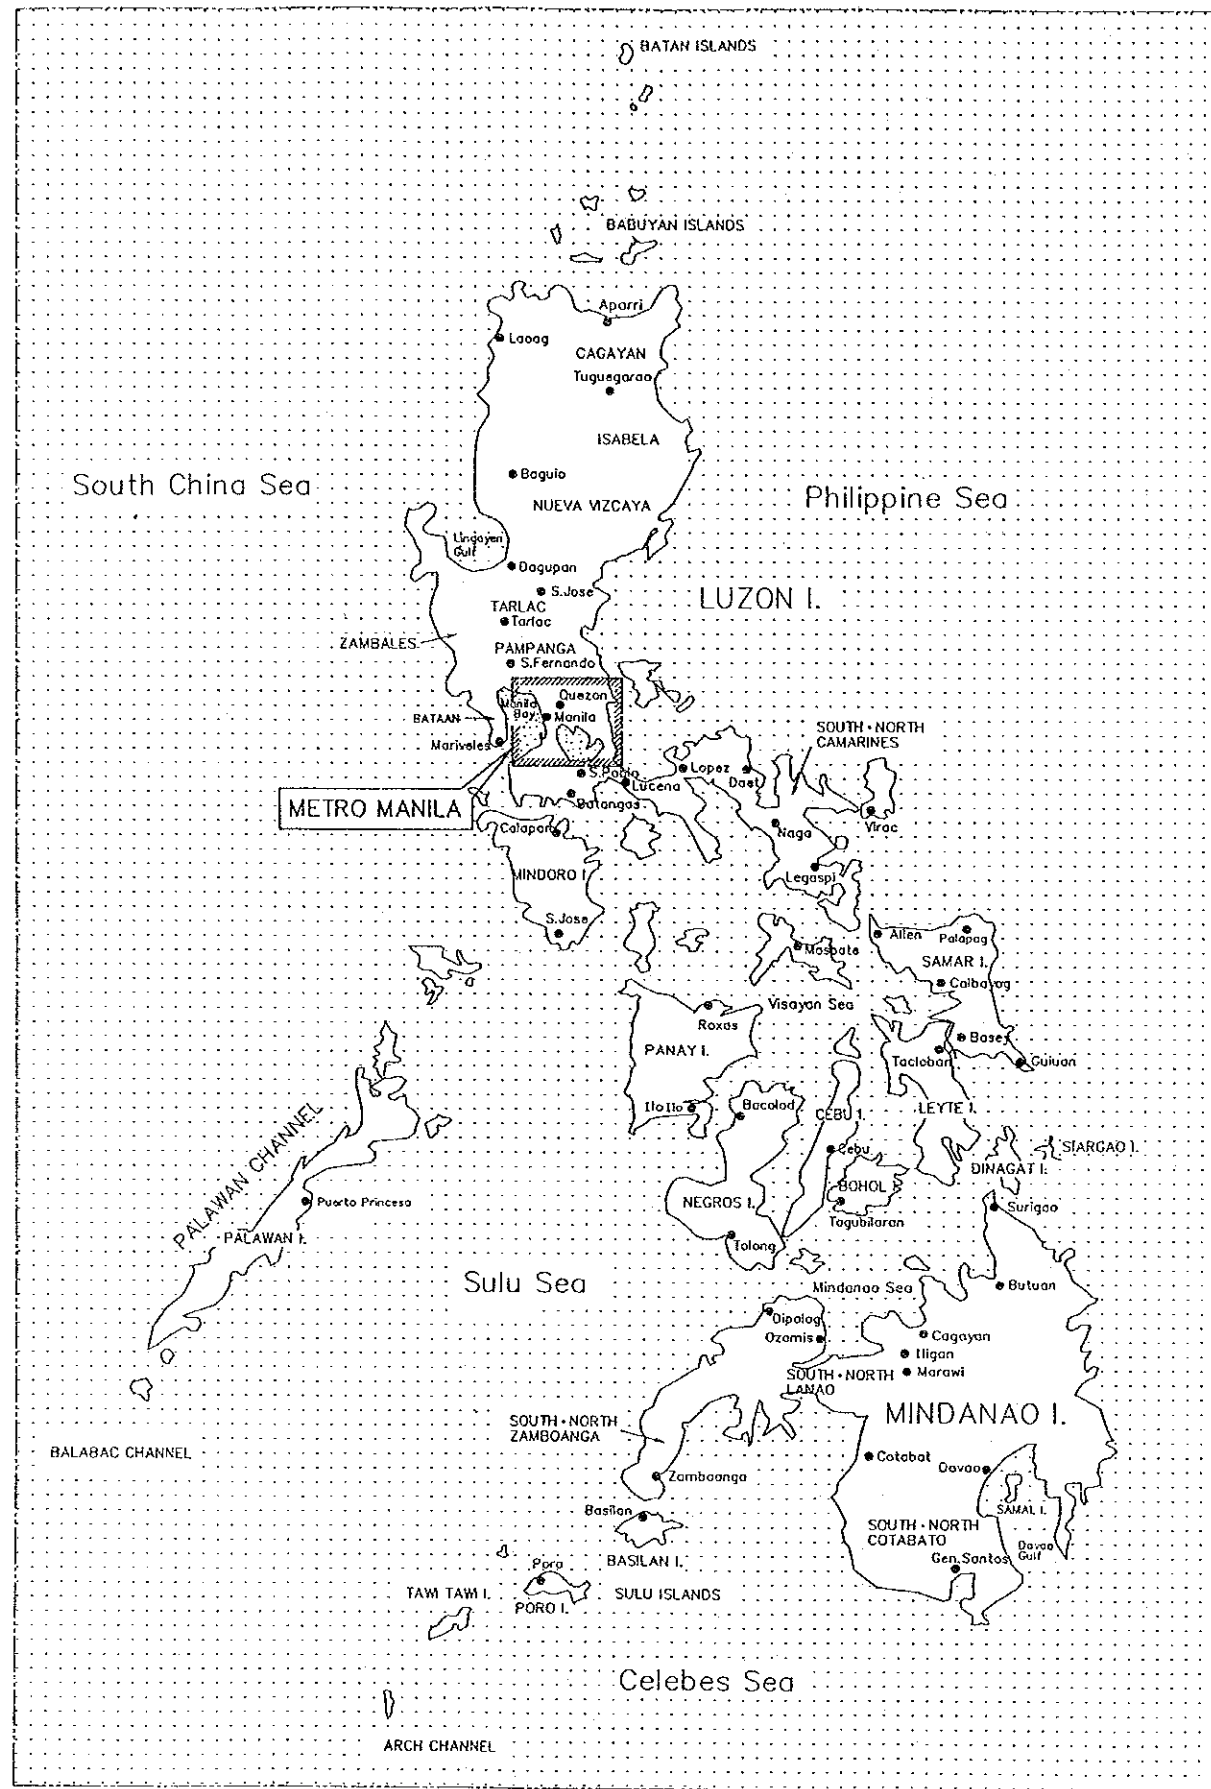 BATAN ISLANDS
BABUYAN ISLANDS
Aparri
Laoag
CAGAYAN
Tuguegarao
ISABELA
Baguio
South China Sea
Philippine Sea
NUEVA VIZCAYA
Lingayen
Gulf
Dagupan
S.Jose
LUZON I.
TARLAC
Tarlac
ZAMBALES
PAMPANGA
S.Fernando
Quezon
Manila
Bay
Manila
BATAAN
Mariveles
SOUTH·NORTH
CAMARINES
S.Pablo
Lucena
Lopez
Daet
METRO MANILA
Batangas
Calapan
Naga
Virac
MINDORO I.
Legaspi
S.Jose
Masbate
Allen
Palapag
SAMAR I.
Calbayog
Visayan Sea
Roxas
PANAY I.
Basey
Tacloban
Guiuan
Ilo Ilo
Bacolod
CEBU I.
LEYTE I.
Cebu
SIARGAO I.
DINAGAT I.
PALAWAN CHANNEL
Puerto Princesa
PALAWAN I.
NEGROS I.
BOHOL I.
Tagubilaran
Surigao
Tolong
Sulu Sea
Mindanao Sea
Butuan
Dipolog
Ozamis
Cagayan
Iligan
Marawi
SOUTH·NORTH
LANAO
MINDANAO I.
SOUTH·NORTH
ZAMBOANGA
BALABAC CHANNEL
Cotabat
Davao
Zamboanga
SAMAL I.
Basilan
SOUTH·NORTH
COTABATO
Davao
Gulf
BASILAN I.
Gen.Santos
Poro
TAWI TAWI I.
PORO I.
SULU ISLANDS
Celebes Sea
ARCH CHANNEL